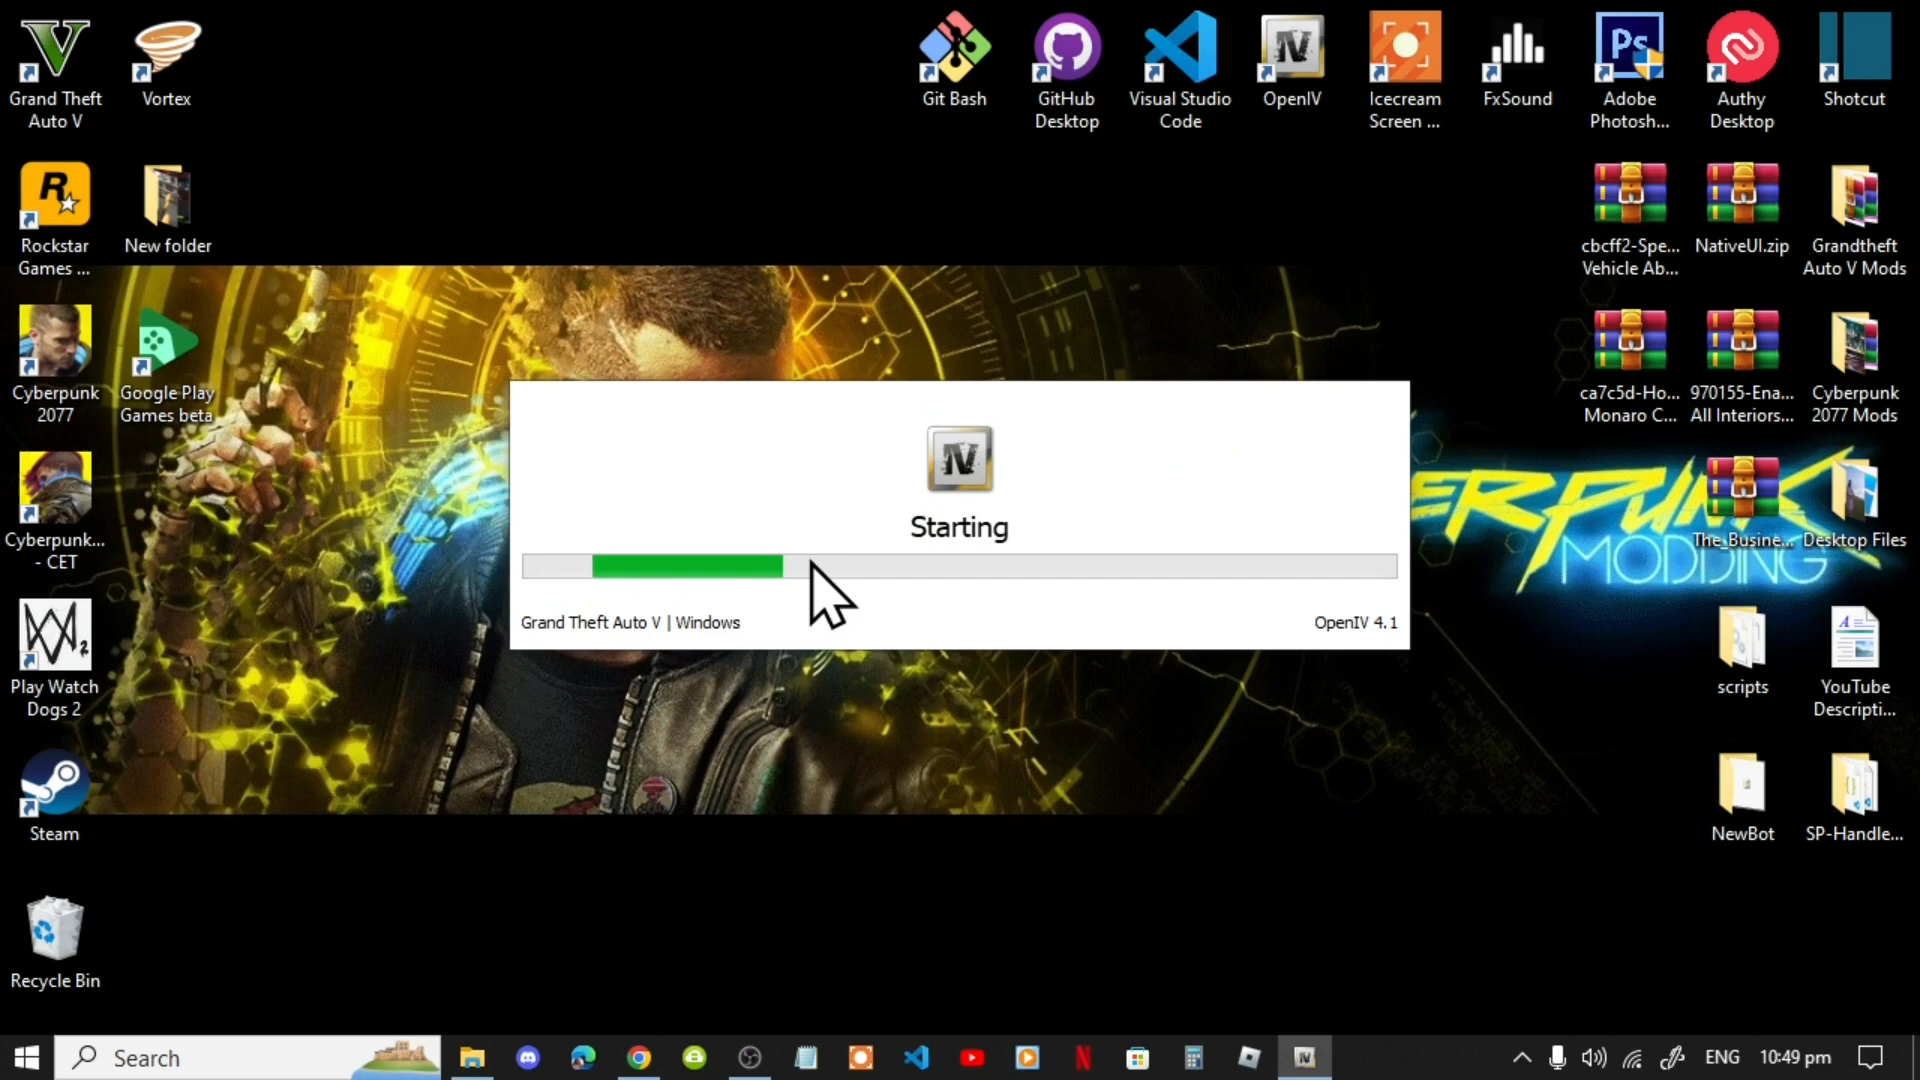 Grand Theft
Auto V
Vortex
Git Bash
GitHub
Desktop
Visual Studio
Code
OpenIV
Icecream
Screen ...
FxSound
Ps
Adobe
Photosh...
Authy
Desktop
Shotcut
R
Rockstar
Games ...
New folder
cbcff2-Spe...
Vehicle Ab...
NativeUI.zip
Grandtheft
Auto V Mods
Cyberpunk
2077
Google Play
Games beta
ca7c5d-Ho...
Monaro C...
970155-Ena...
All Interiors...
Cyberpunk
2077 Mods
IV
Starting
Grand Theft Auto V | Windows
OpenIV 4.1
ERPUNK
MODDING
Cyberpunk...
- CET
The_Busine...
Desktop Files
Play Watch
Dogs 2
scripts
YouTube
Descripti...
Steam
NewBot
SP-Handle...
Recycle Bin
Search
ENG
10:49 pm